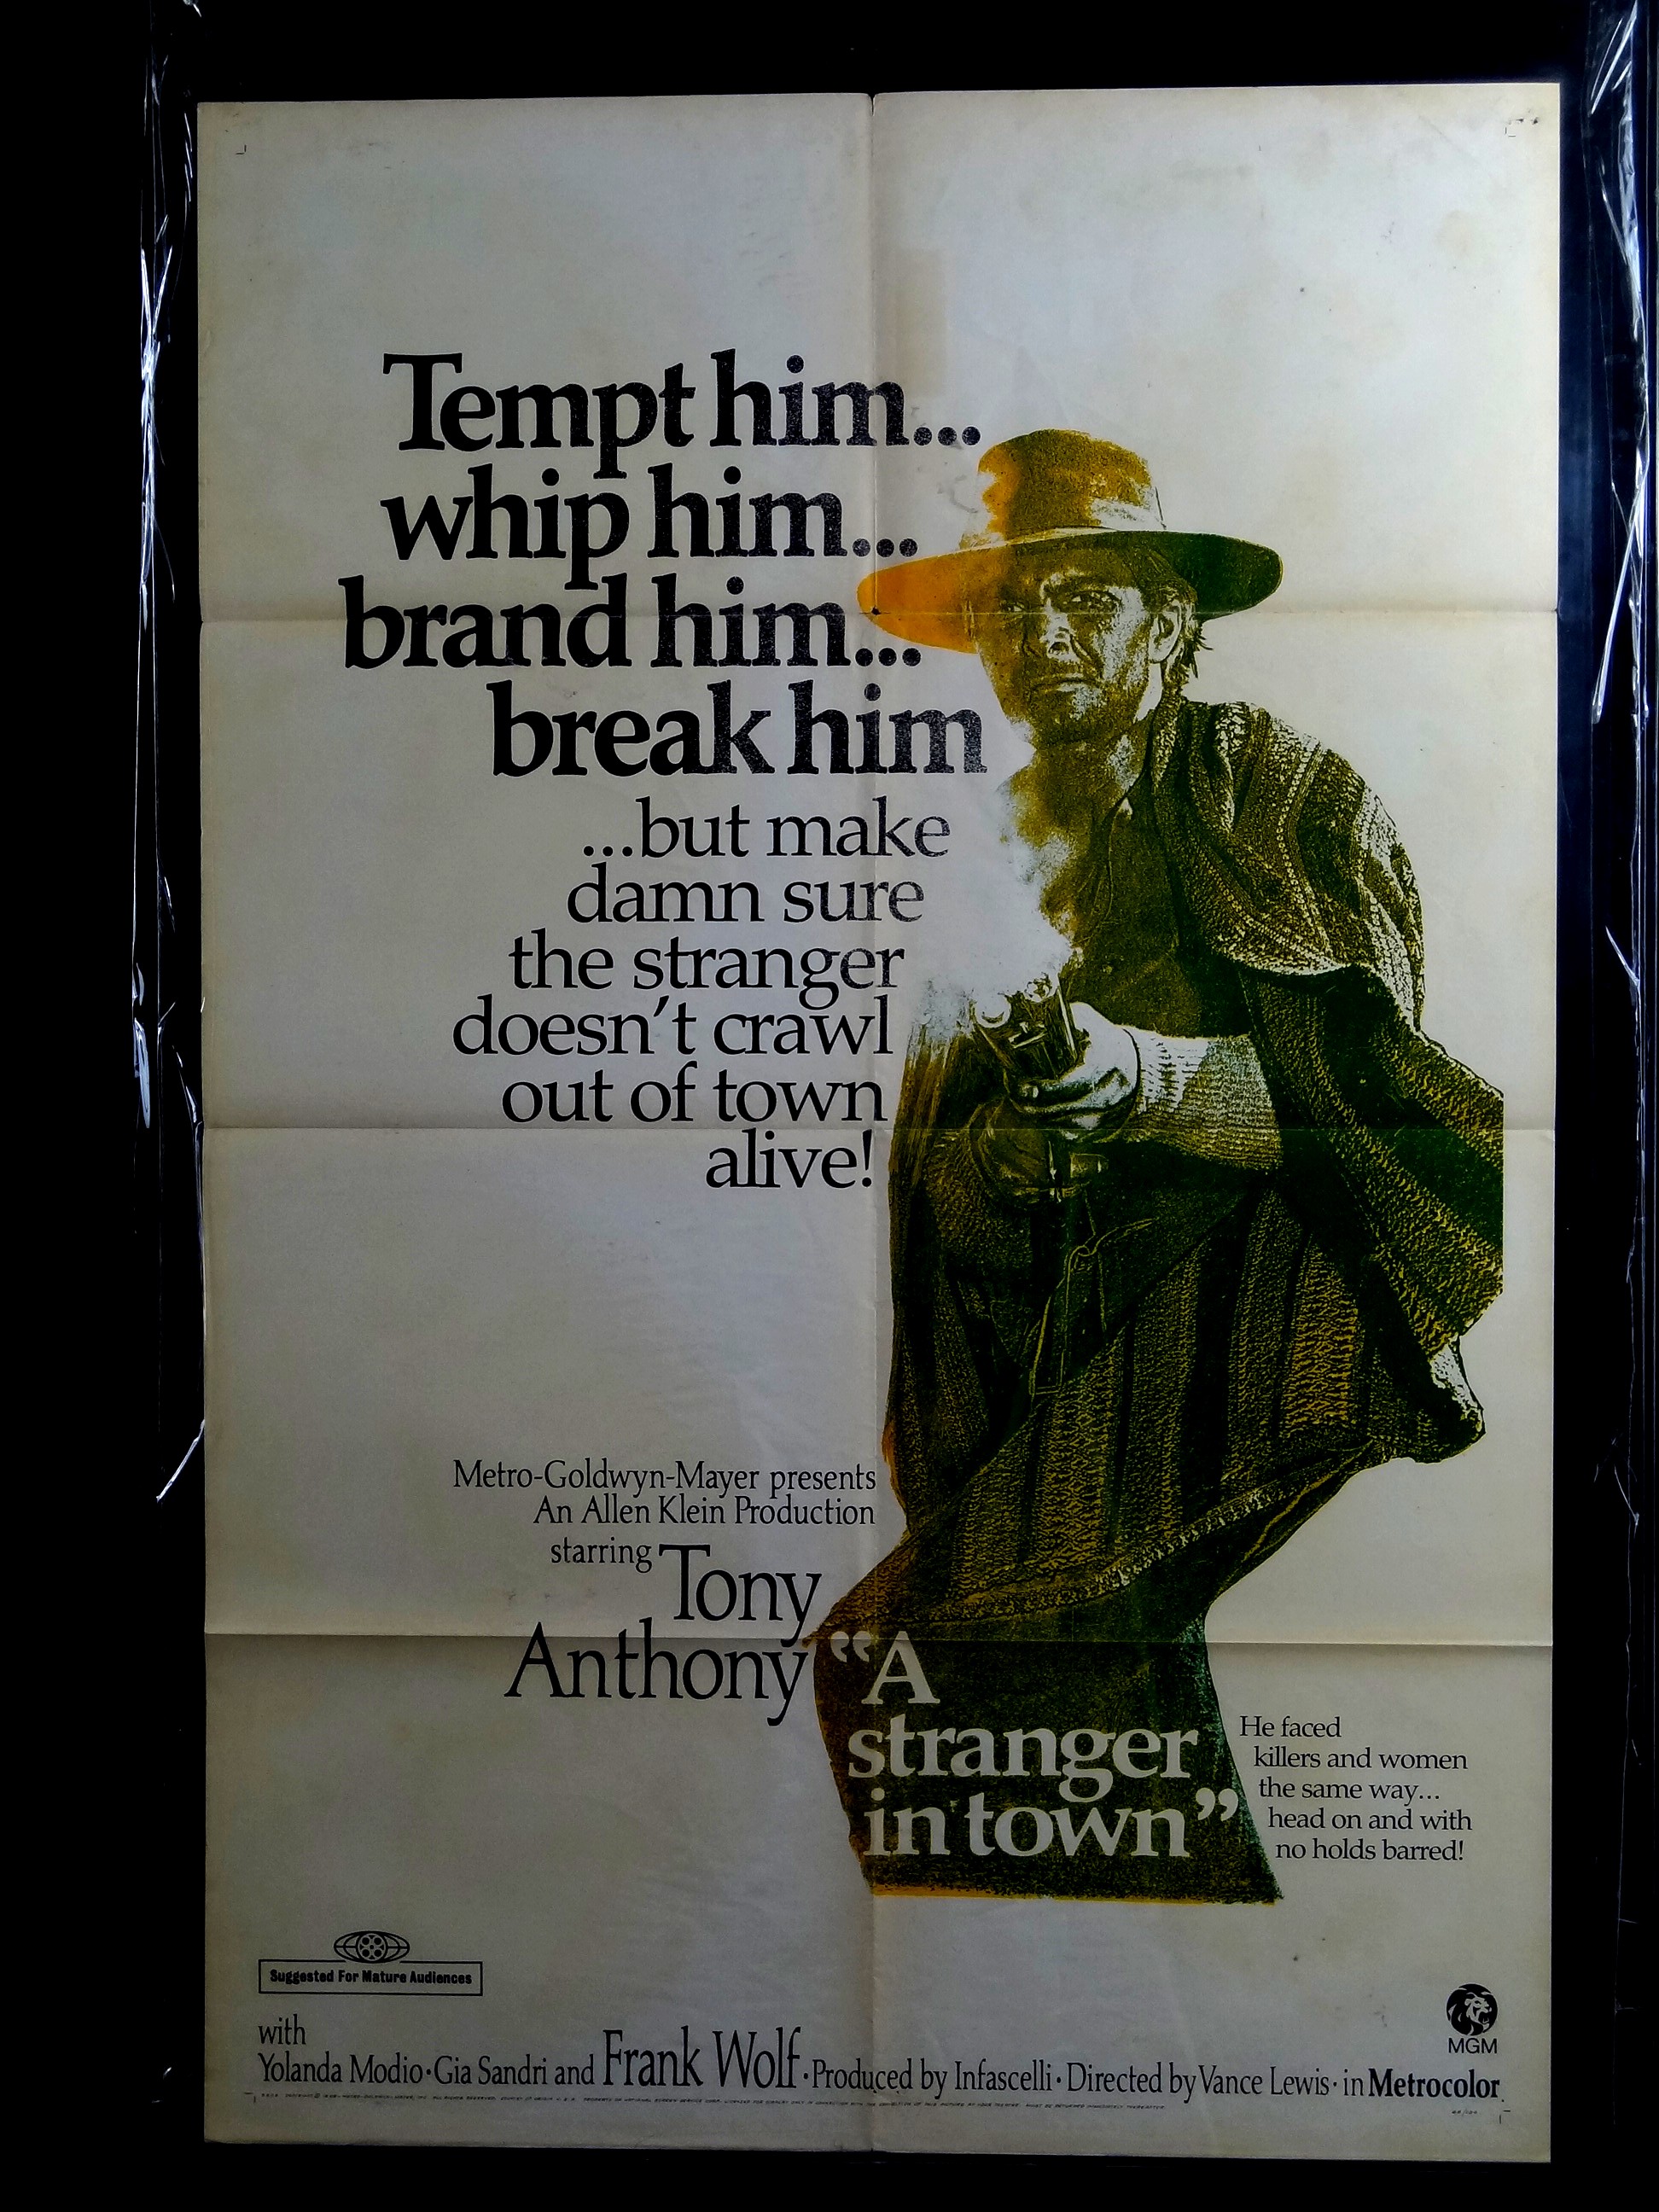 Tempt him...
whip him...
brand him...
break him
...but make
damn sure
the stranger
doesn't crawl
out of town
alive!
Metro-Goldwyn-Mayer presents
An Allen Klein Production
starring Tony
Anthony
“A
stranger
in town”
He faced
killers and women
the same way...
head on and with
no holds barred!
Suggested For Mature Audiences
MGM
with
Yolanda Modio · Gia Sandri and Frank Wolf · Produced by Infascelli · Directed by Vance Lewis · in Metrocolor